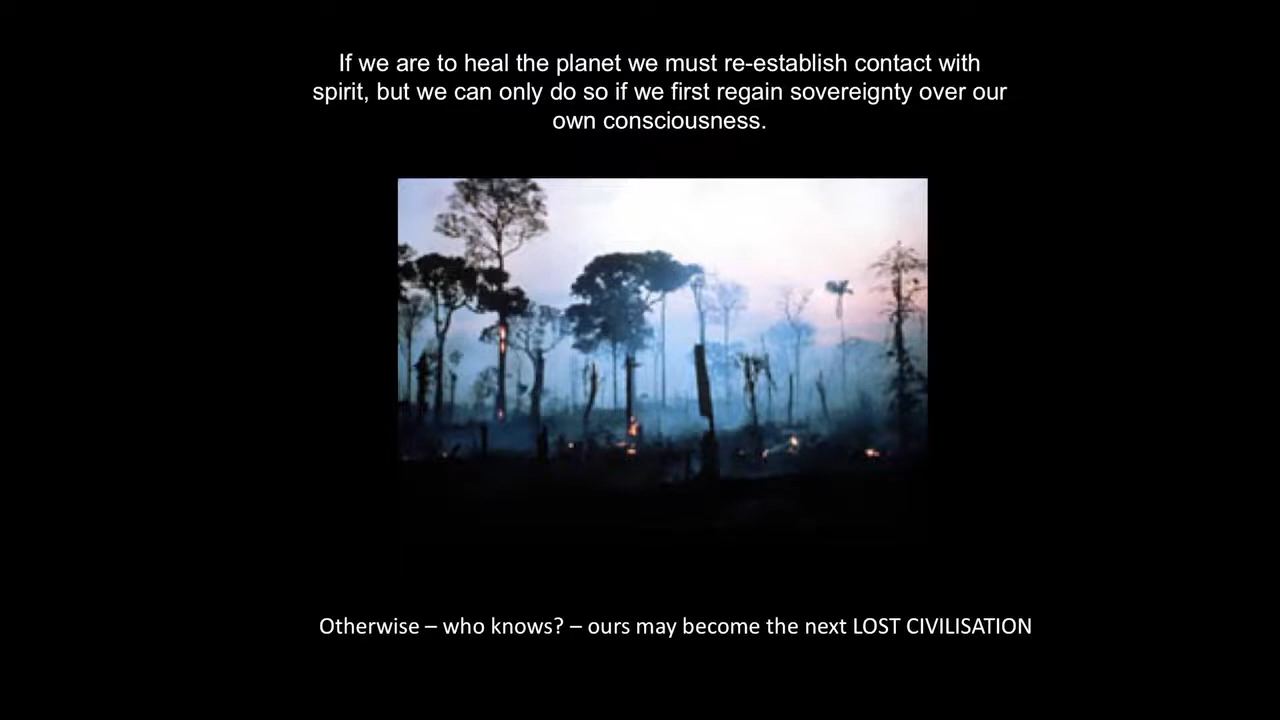 If we are to heal the planet we must re-establish contact with
spirit, but we can only do so if we first regain sovereignty over our
own consciousness.
Otherwise – who knows? – ours may become the next LOST CIVILISATION